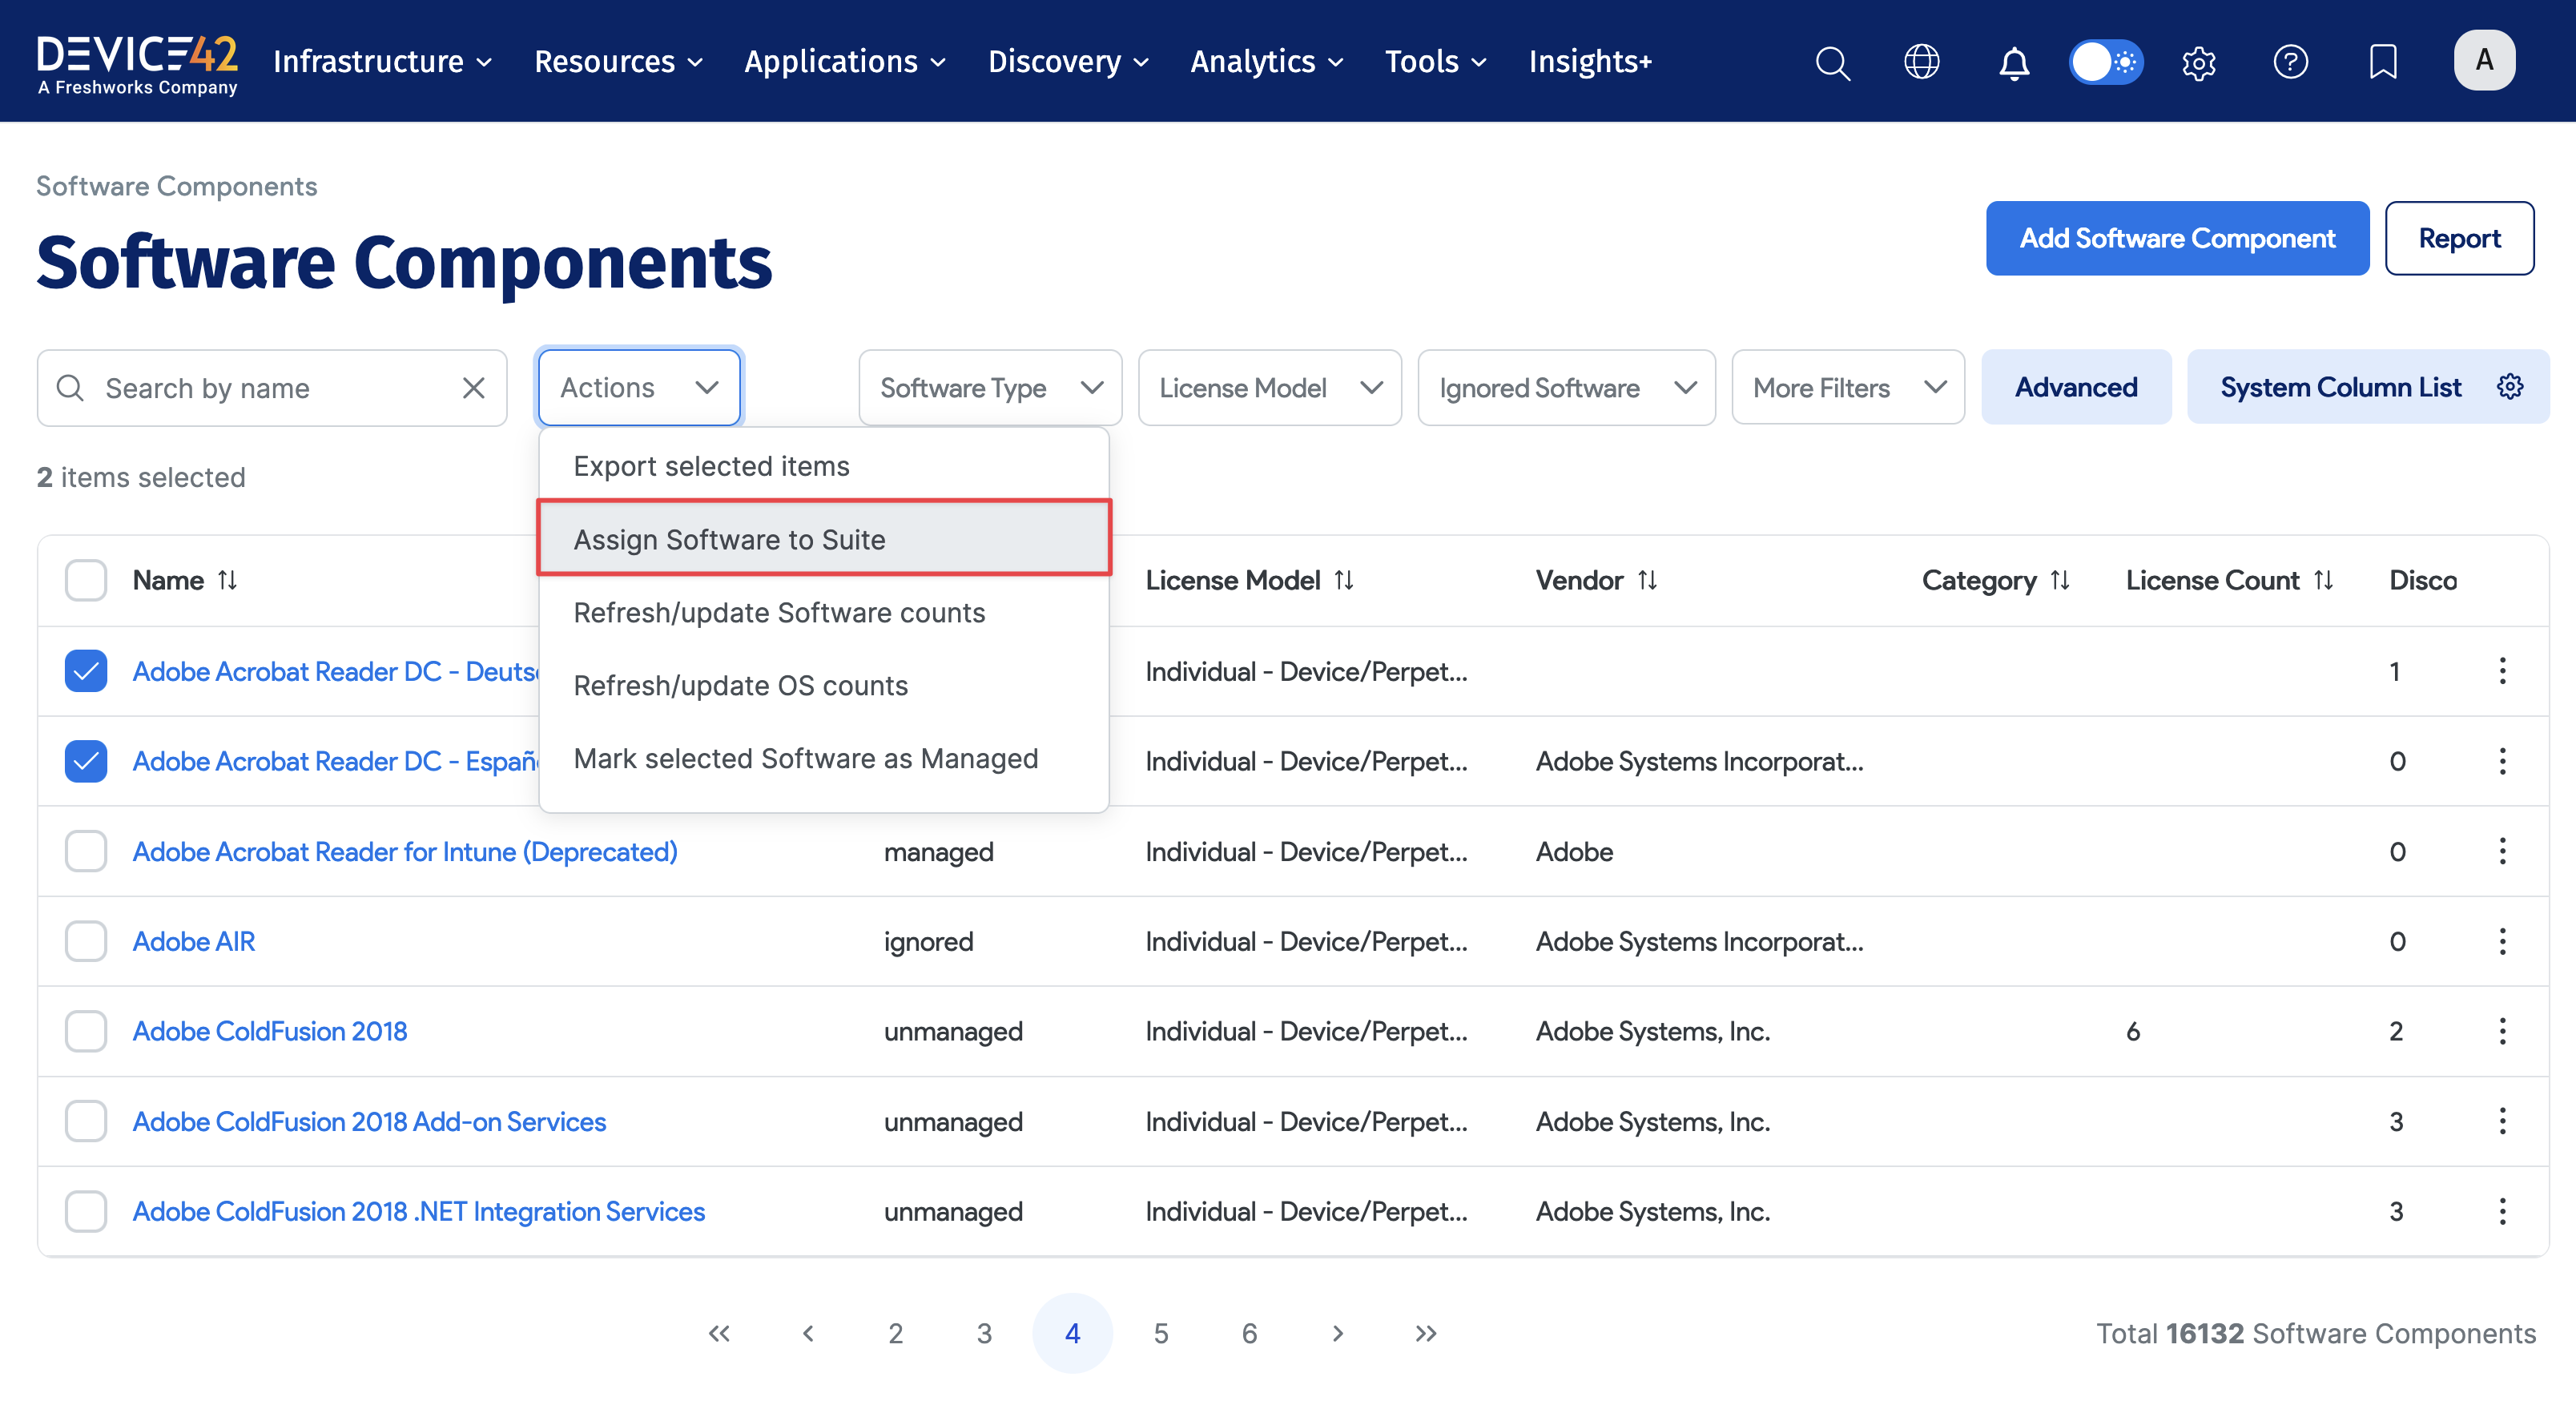 DEVICE42
A Freshworks Company
Infrastructure Resources Applications Discovery Analytics Tools Insights+
A
Software Components
Software Components
Add Software Component
Report
Search by name
Actions
Software Type
License Model
Ignored Software
More Filters
Advanced
System Column List
2 items selected
Export selected items
Assign Software to Suite
Refresh/update Software counts
Refresh/update OS counts
Mark selected Software as Managed
Name License Model Vendor Category License Count Disco
Adobe Acrobat Reader DC - Deuts Individual - Device/Perpet... 1
Adobe Acrobat Reader DC - Españ Individual - Device/Perpet... Adobe Systems Incorporat... 0
Adobe Acrobat Reader for Intune (Deprecated) managed Individual - Device/Perpet... Adobe 0
Adobe AIR ignored Individual - Device/Perpet... Adobe Systems Incorporat... 0
Adobe ColdFusion 2018 unmanaged Individual - Device/Perpet... Adobe Systems, Inc. 6 2
Adobe ColdFusion 2018 Add-on Services unmanaged Individual - Device/Perpet... Adobe Systems, Inc. 3
Adobe ColdFusion 2018 .NET Integration Services unmanaged Individual - Device/Perpet... Adobe Systems, Inc. 3
2 3 4 5 6
Total 16132 Software Components